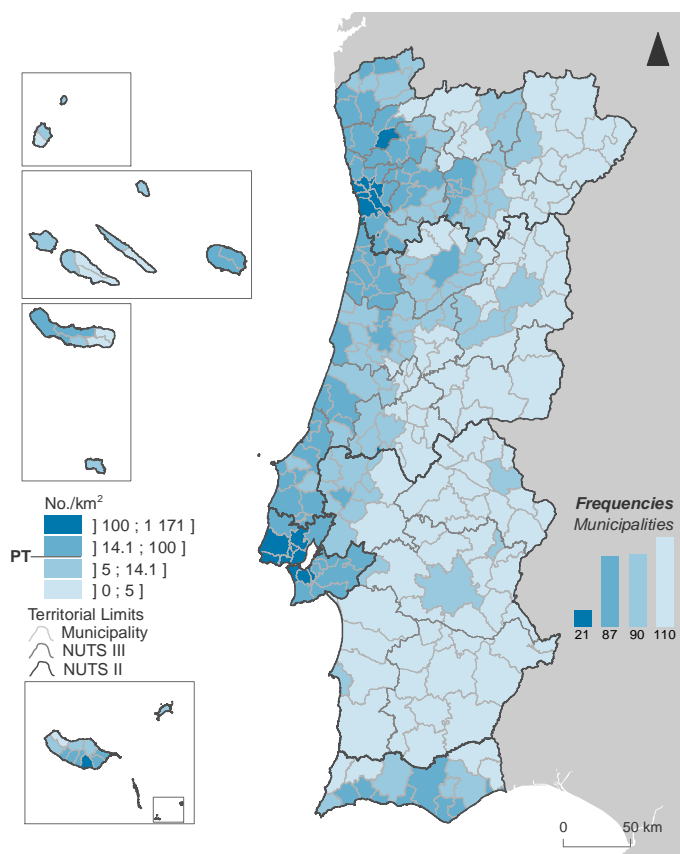 No./km2
] 100 ; 1 171 ]
] 14.1 ; 100 ]
PT
] 5 ; 14.1 ]
] 0 ; 5 ]
Territorial Limits
Municipality
NUTS III
NUTS II
Frequencies
Municipalities
21 87 90 110
0 50 km